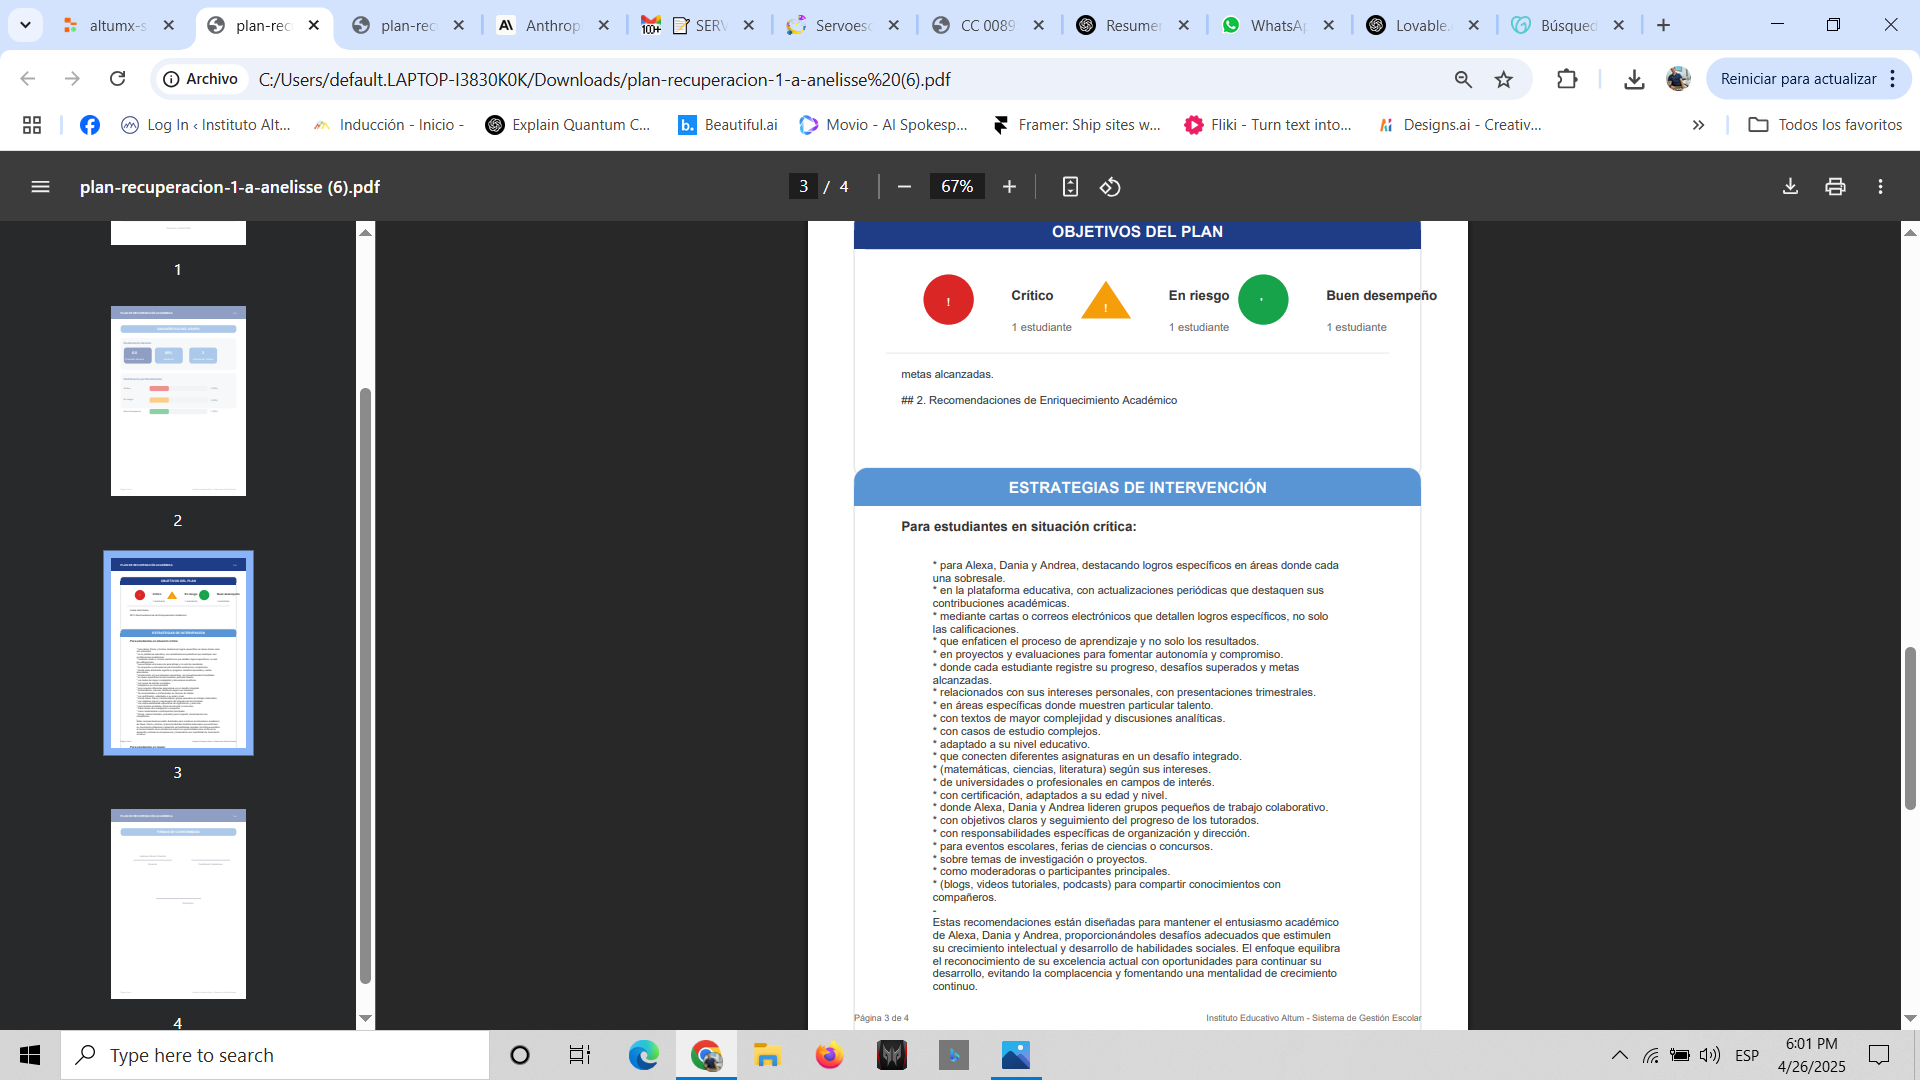 altumx-s
plan-rec
plan-rec
Anthrop
100+
SERV
Servoesc
CC 0089
Resumer
WhatsAp
Lovable.
Búsqued
Archivo
C:/Users/default.LAPTOP-I3830K0K/Downloads/plan-recuperacion-1-a-anelisse%20(6).pdf
Reiniciar para actualizar
Log In ‹ Instituto Alt...
Inducción - Inicio -
Explain Quantum C...
Beautiful.ai
Movio - AI Spokesp...
Framer: Ship sites w...
Fliki - Turn text into...
Designs.ai - Creativ...
Todos los favoritos
plan-recuperacion-1-a-anelisse (6).pdf
3 / 4
67%
1
2
3
4
OBJETIVOS DEL PLAN
! Crítico
1 estudiante
! En riesgo
1 estudiante
' Buen desempeño
1 estudiante
metas alcanzadas.
## 2. Recomendaciones de Enriquecimiento Académico
ESTRATEGIAS DE INTERVENCIÓN
Para estudiantes en situación crítica:
* para Alexa, Dania y Andrea, destacando logros específicos en áreas donde cada
una sobresale.
* en la plataforma educativa, con actualizaciones periódicas que destaquen sus
contribuciones académicas.
* mediante cartas o correos electrónicos que detallen logros específicos, no solo
las calificaciones.
* que enfaticen el proceso de aprendizaje y no solo los resultados.
* en proyectos y evaluaciones para fomentar autonomía y compromiso.
* donde cada estudiante registre su progreso, desafíos superados y metas
alcanzadas.
* relacionados con sus intereses personales, con presentaciones trimestrales.
* en áreas específicas donde muestren particular talento.
* con textos de mayor complejidad y discusiones analíticas.
* con casos de estudio complejos.
* adaptado a su nivel educativo.
* que conecten diferentes asignaturas en un desafío integrado.
* (matemáticas, ciencias, literatura) según sus intereses.
* de universidades o profesionales en campos de interés.
* con certificación, adaptados a su edad y nivel.
* donde Alexa, Dania y Andrea lideren grupos pequeños de trabajo colaborativo.
* con objetivos claros y seguimiento del progreso de los tutorados.
* con responsabilidades específicas de organización y dirección.
* para eventos escolares, ferias de ciencias o concursos.
* sobre temas de investigación o proyectos.
* como moderadoras o participantes principales.
* (blogs, videos tutoriales, podcasts) para compartir conocimientos con
compañeros.
-
Estas recomendaciones están diseñadas para mantener el entusiasmo académico
de Alexa, Dania y Andrea, proporcionándoles desafíos adecuados que estimulen
su crecimiento intelectual y desarrollo de habilidades sociales. El enfoque equilibra
el reconocimiento de su excelencia actual con oportunidades para continuar su
desarrollo, evitando la complacencia y fomentando una mentalidad de crecimiento
continuo.
Página 3 de 4
Instituto Educativo Altum - Sistema de Gestión Escolar
Type here to search
ESP
6:01 PM
4/26/2025